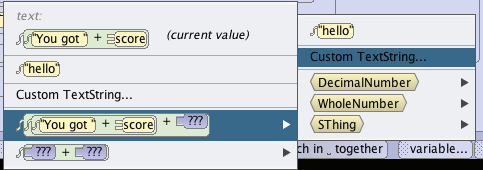 text:
"You got " + score (current value)
"hello"
Custom TextString...
"You got " + score + ???
??? + ???
"hello"
Custom TextString...
DecimalNumber
WholeNumber
SThing
ch in _ together variable...